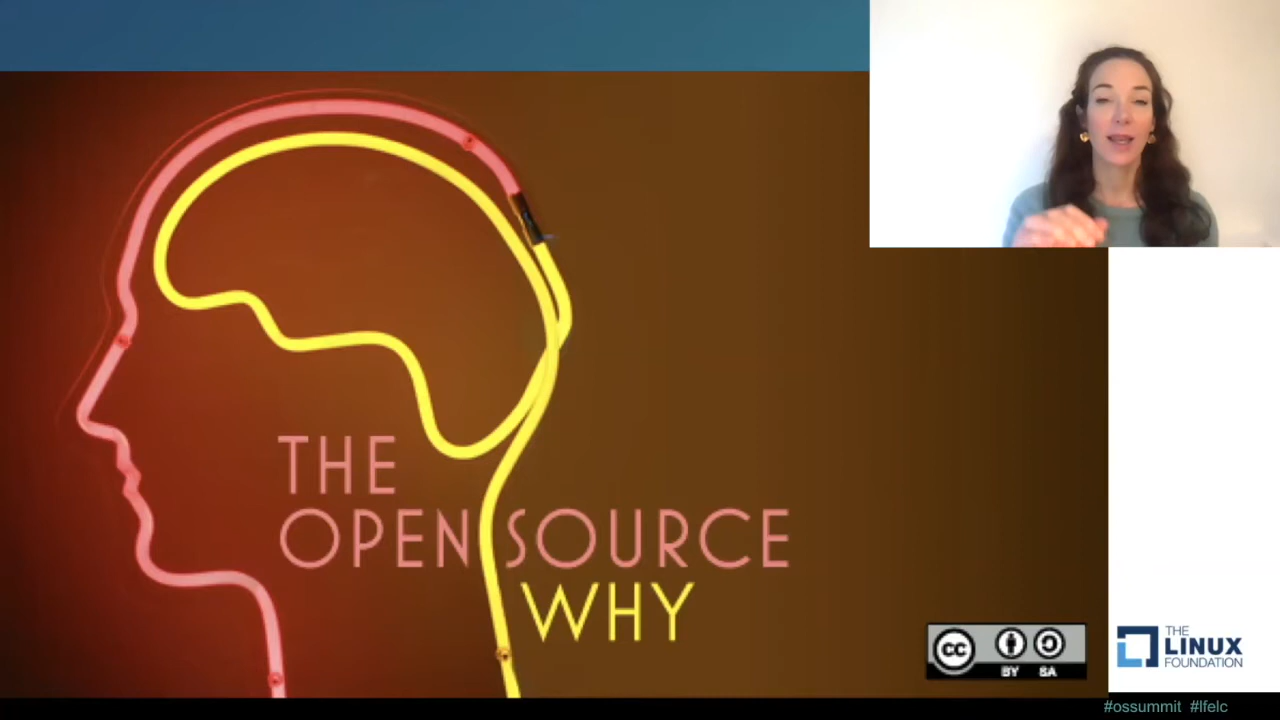 THE
OPEN SOURCE
WHY
CC
BY SA
THE
LINUX
FOUNDATION
#ossummit #lfelc